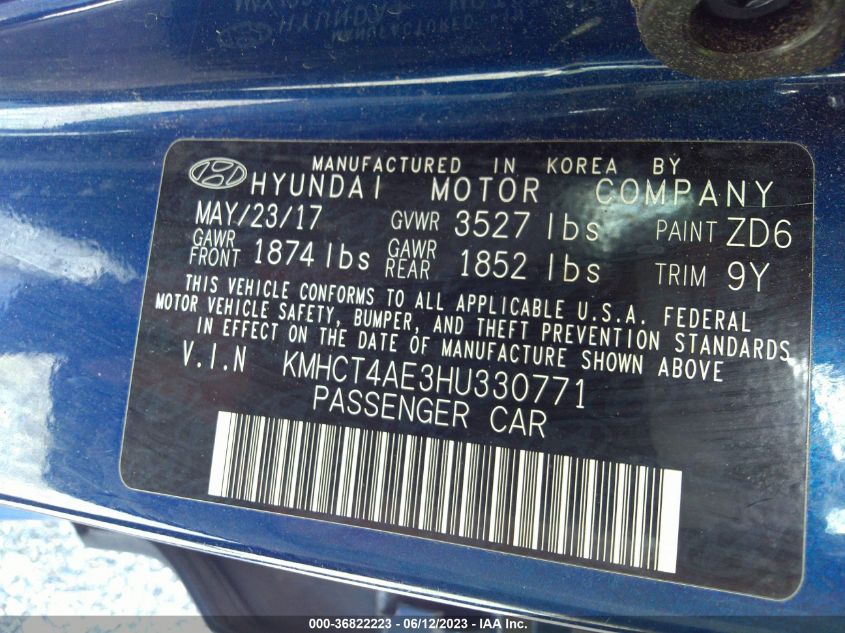 MANUFACTURED IN KOREA BY
HYUNDAI MOTOR COMPANY
MAY/23/17 GVWR 3527 lbs PAINT ZD6
GAWR FRONT 1874 lbs GAWR REAR 1852 lbs TRIM 9Y
THIS VEHICLE CONFORMS TO ALL APPLICABLE U.S.A. FEDERAL
MOTOR VEHICLE SAFETY, BUMPER, AND THEFT PREVENTION STANDARDS
IN EFFECT ON THE DATE OF MANUFACTURE SHOWN ABOVE
V.I.N KMHCT4AE3HU330771
PASSENGER CAR
000-36822223 - 06/12/2023 - IAA Inc.